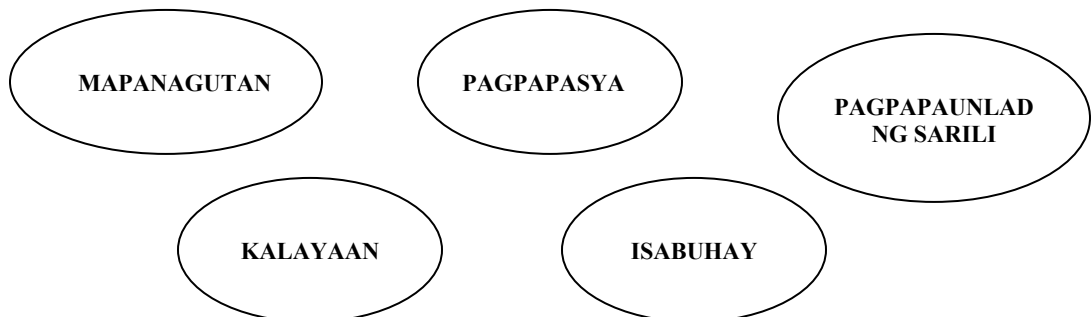 MAPANAGUTAN
PAGPAPASYA
PAGPAPAUNLAD
NG SARILI
KALAYAAN
ISABUHAY